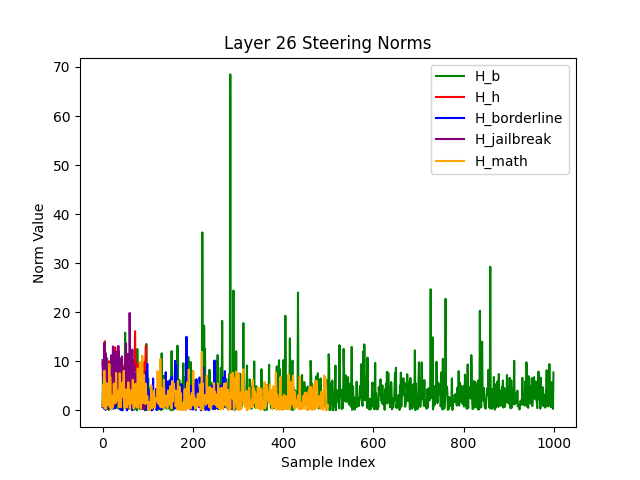 Layer 26 Steering Norms
Norm Value
70
60
50
40
30
20
10
0
H_b
H_h
H_borderline
H_jailbreak
H_math
0 200 400 600 800 1000
Sample Index